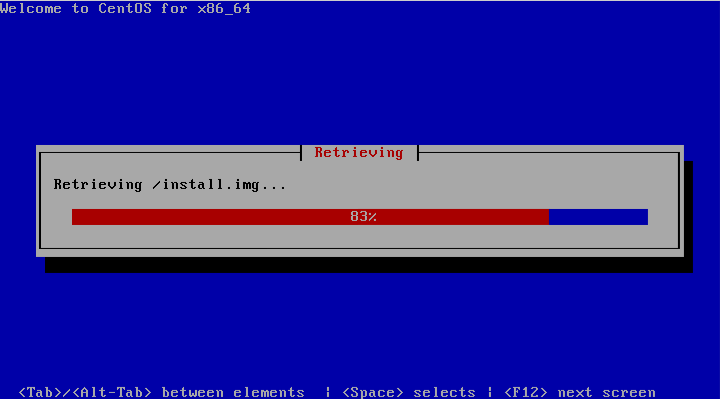 Welcome to CentOS for x86_64
Retrieving
Retrieving /install.img...
83%
<Tab>/<Alt-Tab> between elements | <Space> selects | <F12> next screen